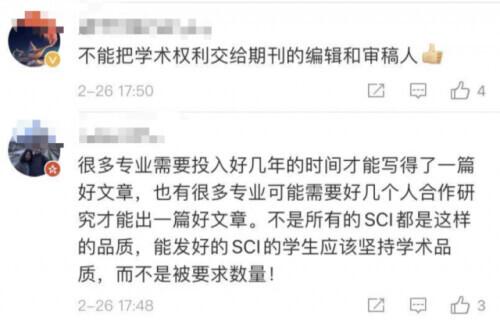 不能把学术权利交给期刊的编辑和审稿人👍
2-26 17:50
4
很多专业需要投入好几年的时间才能写得了一篇
好文章，也有很多专业可能需要好几个人合作研
究才能出一篇好文章。不是所有的SCI都是这样
的品质，能发好的SCI的学生应该坚持学术品
质，而不是被要求数量！
2-26 17:48
3